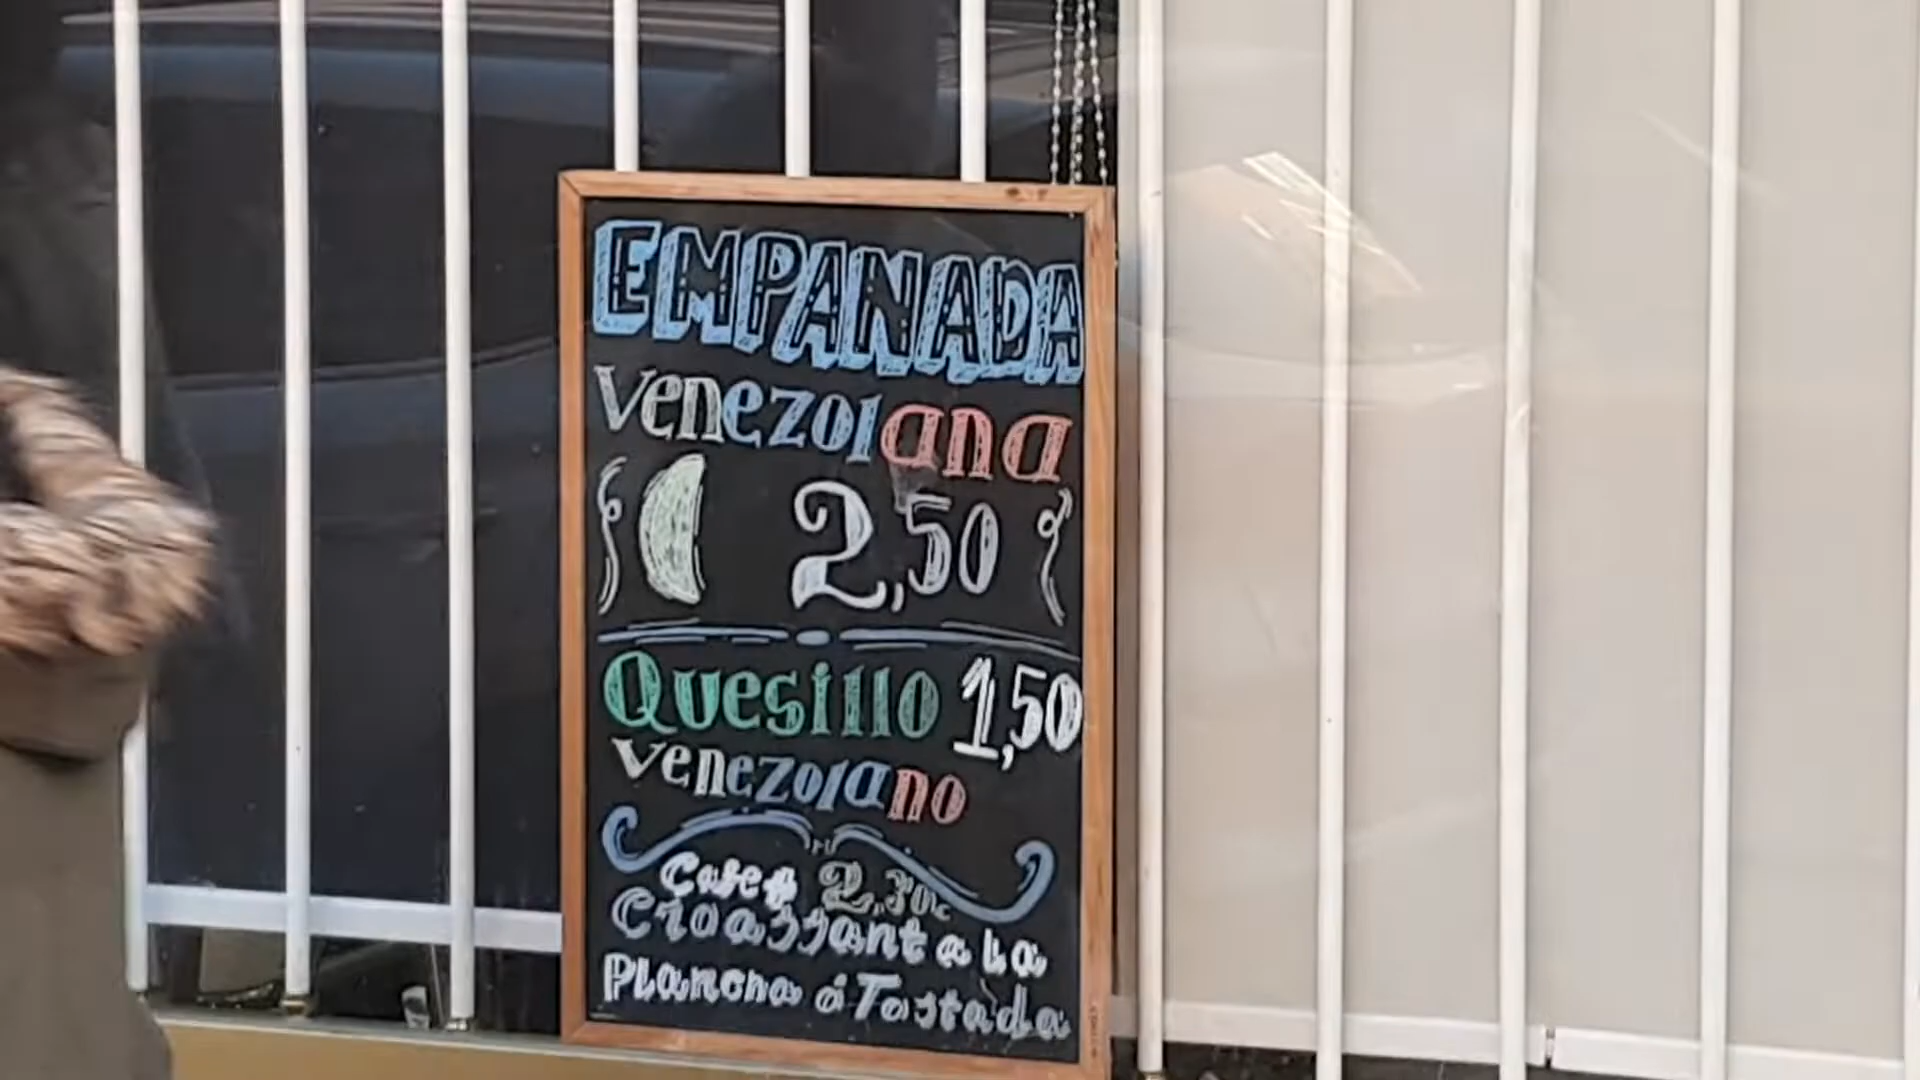 EMPANADA
Venezolana
2,50
Quesillo 1,50
Venezolano
Cafe+ 2.30
Croassant a la
Plancha ó Tostada